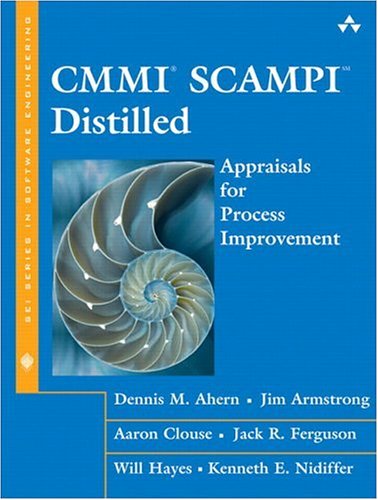 SEI SERIES IN SOFTWARE ENGINEERING
CMMI® SCAMPI℠
Distilled
Appraisals
for
Process
Improvement
Dennis M. Ahern ▪ Jim Armstrong
Aaron Clouse ▪ Jack R. Ferguson
Will Hayes ▪ Kenneth E. Nidiffer